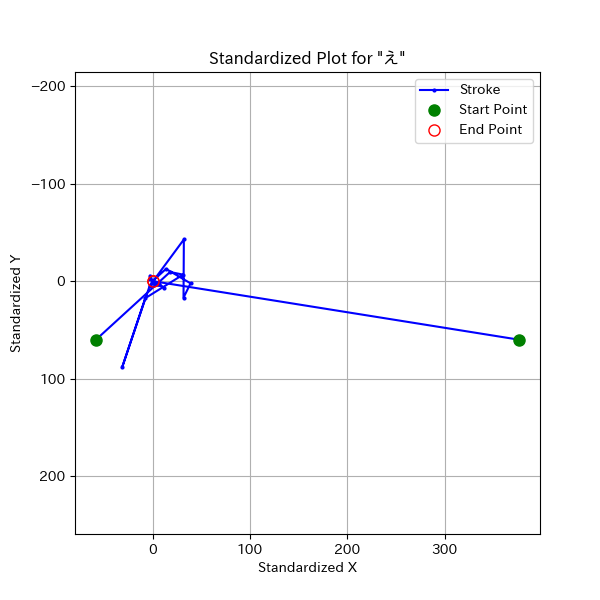 Standardized Plot for "え"
Stroke
Start Point
End Point
−200
−100
0
100
200
Standardized Y
0 100 200 300
Standardized X